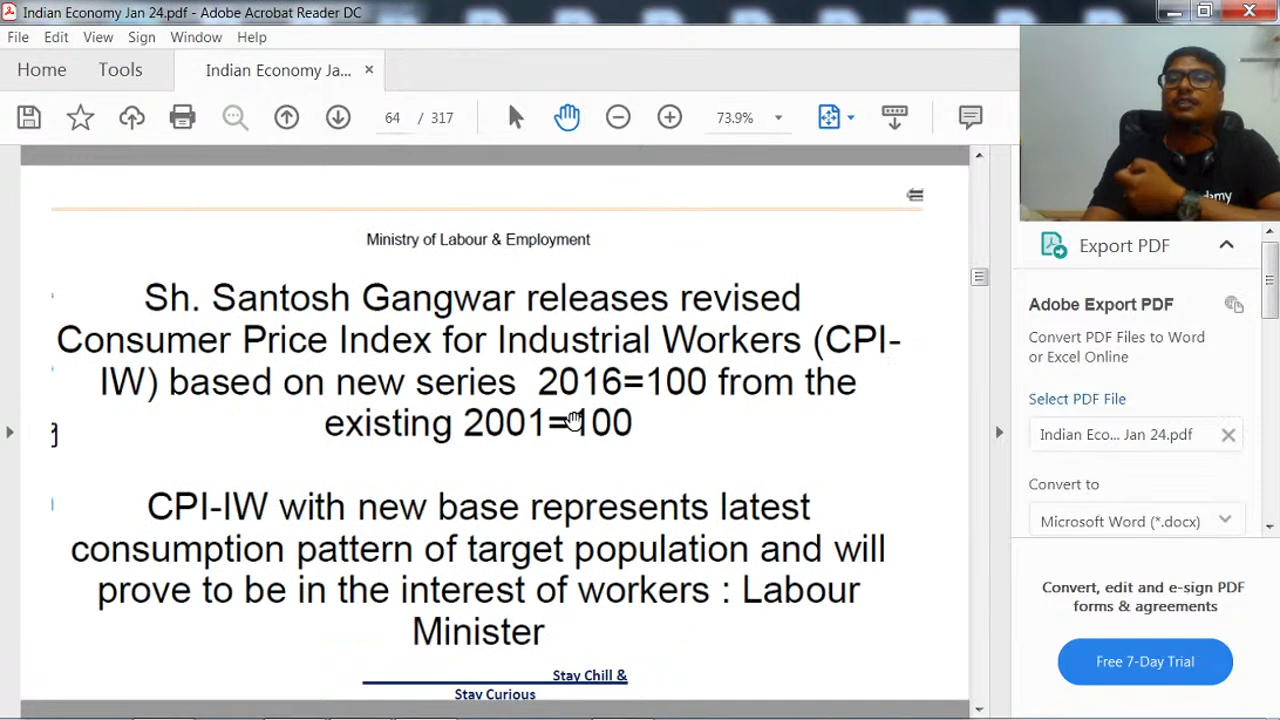 Indian Economy Jan 24.pdf - Adobe Acrobat Reader DC
File Edit View Sign Window Help
Home Tools Indian Economy Ja... ×
64 / 317 73.9%
Ministry of Labour & Employment
Sh. Santosh Gangwar releases revised
Consumer Price Index for Industrial Workers (CPI-
IW) based on new series 2016=100 from the
existing 2001=100
CPI-IW with new base represents latest
consumption pattern of target population and will
prove to be in the interest of workers : Labour
Minister
Stay Chill &
Stay Curious
Export PDF
Adobe Export PDF
Convert PDF Files to Word
or Excel Online
Select PDF File
Indian Eco... Jan 24.pdf
Convert to
Microsoft Word (*.docx)
Convert, edit and e-sign PDF
forms & agreements
Free 7-Day Trial